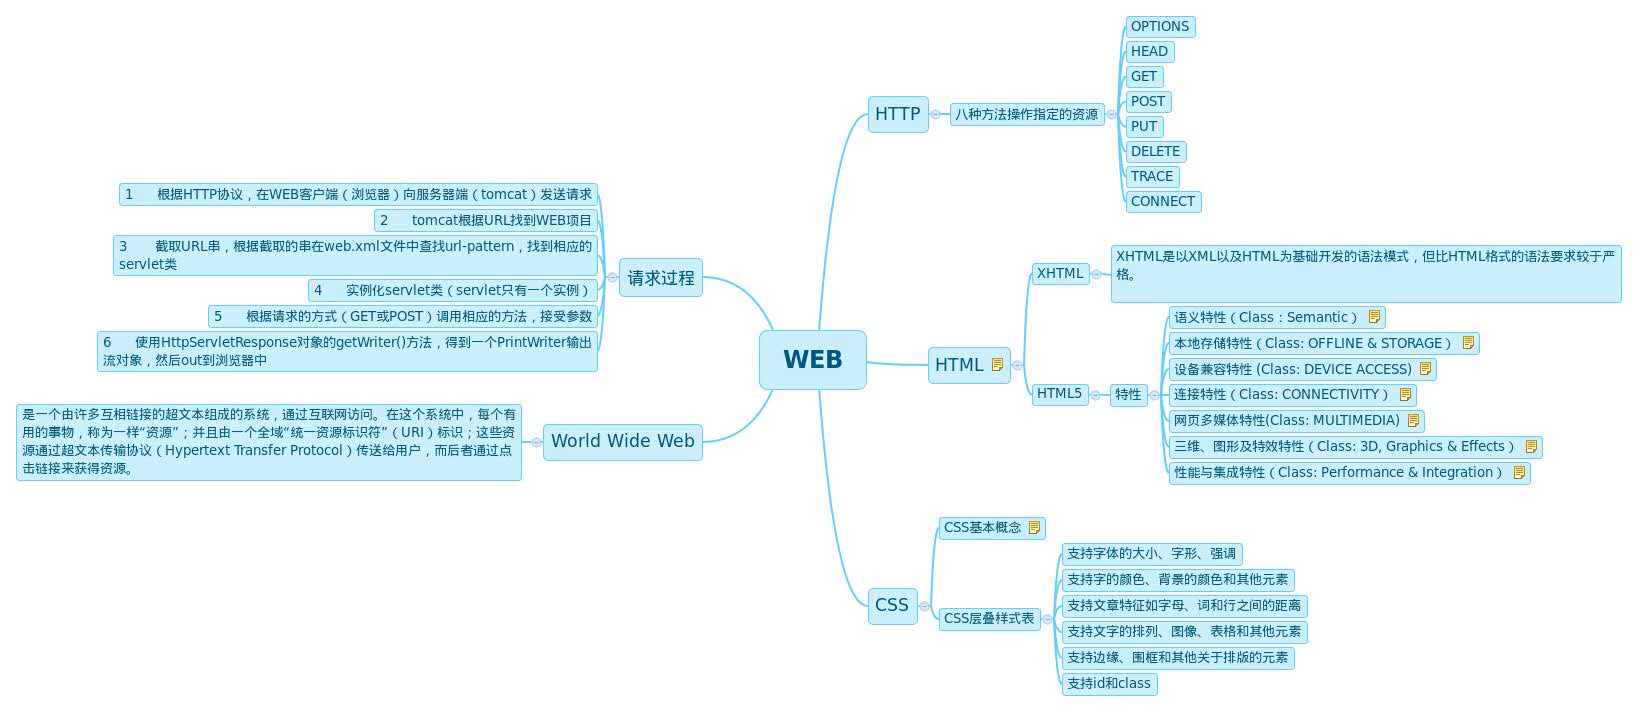 WEB
HTTP
八种方法操作指定的资源
OPTIONS
HEAD
GET
POST
PUT
DELETE
TRACE
CONNECT
HTML
XHTML
XHTML是以XML以及HTML为基础开发的语法模式，但比HTML格式的语法要求较于严
格。
HTML5
特性
语义特性（Class：Semantic）
本地存储特性（Class: OFFLINE & STORAGE）
设备兼容特性 (Class: DEVICE ACCESS)
连接特性（Class: CONNECTIVITY）
网页多媒体特性(Class: MULTIMEDIA)
三维、图形及特效特性（Class: 3D, Graphics & Effects）
性能与集成特性（Class: Performance & Integration）
CSS
CSS基本概念
CSS层叠样式表
支持字体的大小、字形、强调
支持字的颜色、背景的颜色和其他元素
支持文章特征如字母、词和行之间的距离
支持文字的排列、图像、表格和其他元素
支持边缘、围框和其他关于排版的元素
支持id和class
请求过程
1 根据HTTP协议，在WEB客户端（浏览器）向服务器端（tomcat）发送请求
2 tomcat根据URL找到WEB项目
3 截取URL串，根据截取的串在web.xml文件中查找url-pattern，找到相应的
servlet类
4 实例化servlet类（servlet只有一个实例）
5 根据请求的方式（GET或POST）调用相应的方法，接受参数
6 使用HttpServletResponse对象的getWriter()方法，得到一个PrintWriter输出
流对象，然后out到浏览器中
World Wide Web
是一个由许多互相链接的超文本组成的系统，通过互联网访问。在这个系统中，每个有
用的事物，称为一样“资源”；并且由一个全域“统一资源标识符”（URI）标识；这些资
源通过超文本传输协议（Hypertext Transfer Protocol）传送给用户，而后者通过点
击链接来获得资源。